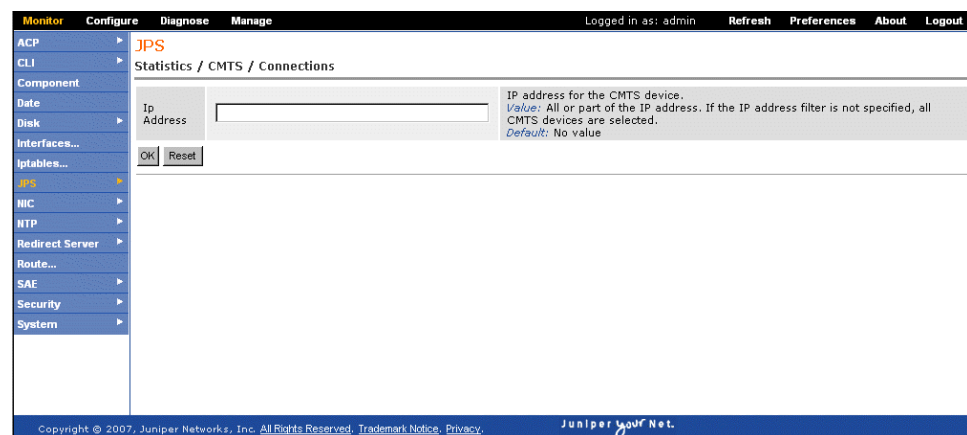 Monitor Configure Diagnose Manage Logged in as: admin Refresh Preferences About Logout
ACP
CLI
Component
Date
Disk
Interfaces...
Iptables...
JPS
NIC
NTP
Redirect Server
Route...
SAE
Security
System
JPS
Statistics / CMTS / Connections
Ip
Address
IP address for the CMTS device.
Value: All or part of the IP address. If the IP address filter is not specified, all
CMTS devices are selected.
Default: No value
OK Reset
Copyright © 2007, Juniper Networks, Inc. All Rights Reserved. Trademark Notice. Privacy.
Juniper your Net.